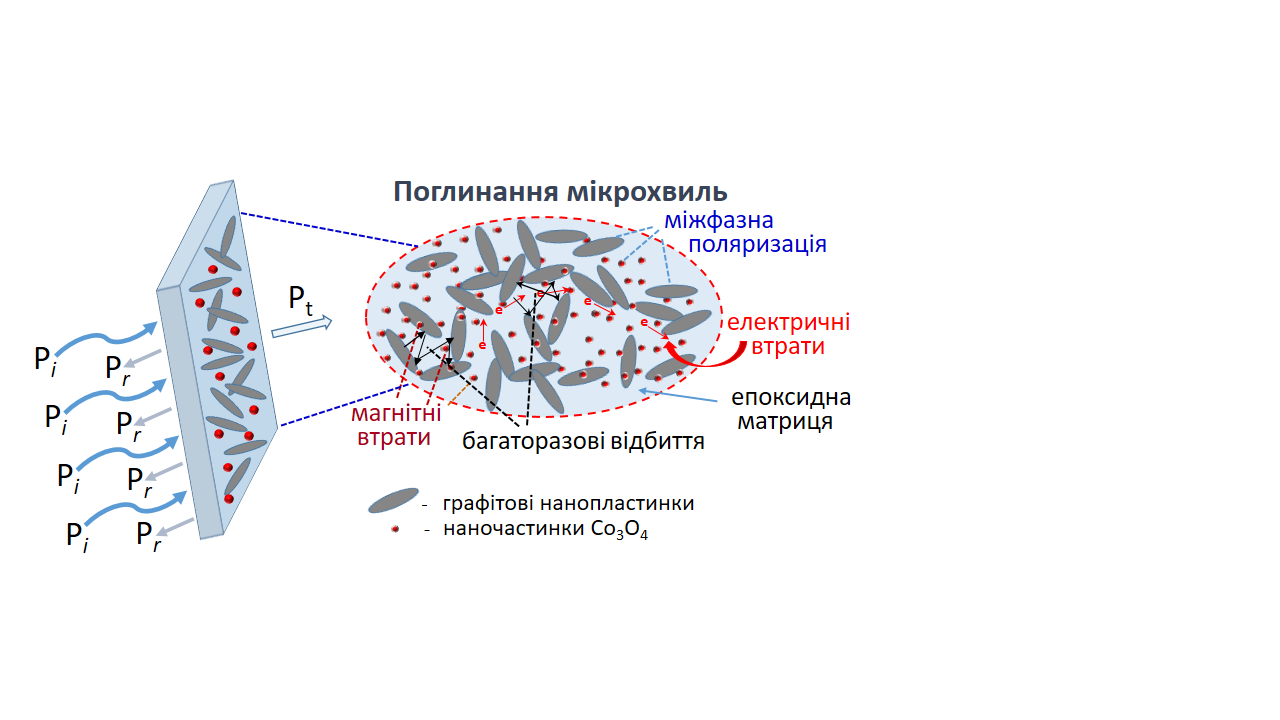 Поглинання мікрохвиль
міжфазна
поляризація
Pt
e
e
e
e
e
електричні
втрати
Pi
Pr
Pi
Pr
Pi
Pr
Pi
Pr
епоксидна
матриця
магнітні
втрати
багаторазові відбиття
- графітові нанопластинки
- наночастинки Co₃O₄